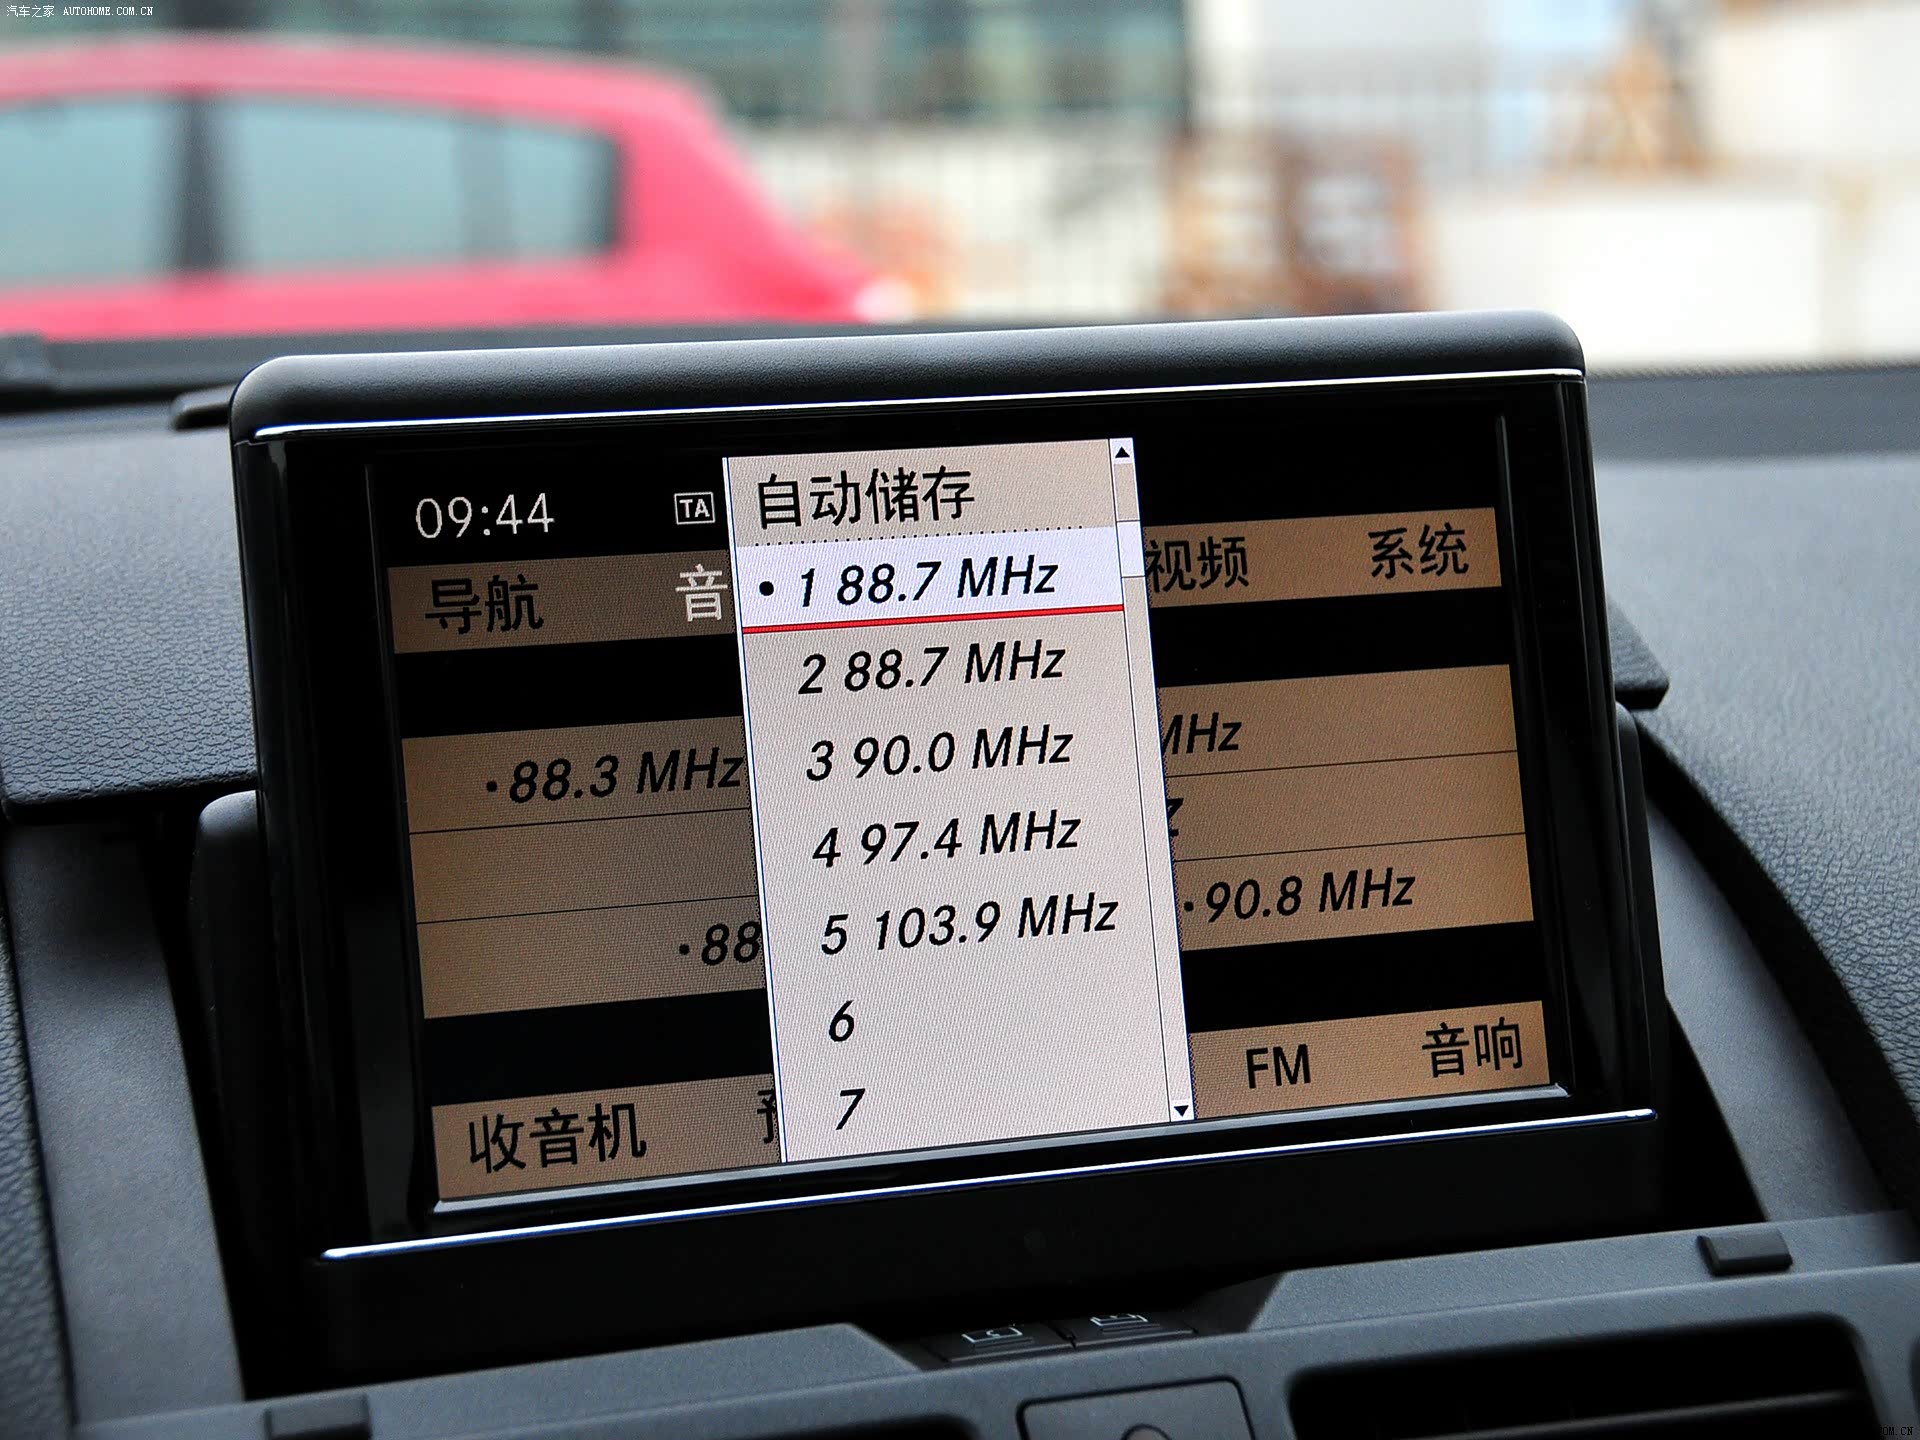 汽车之家 AUTOHOME.COM.CN
09:44 TA
导航 音 视频 系统
自动储存
• 1 88.7 MHz
2 88.7 MHz
3 90.0 MHz
4 97.4 MHz
5 103.9 MHz
6
7
·88.3 MHz
·88
MHz
z
·90.8 MHz
收音机 FM 音响